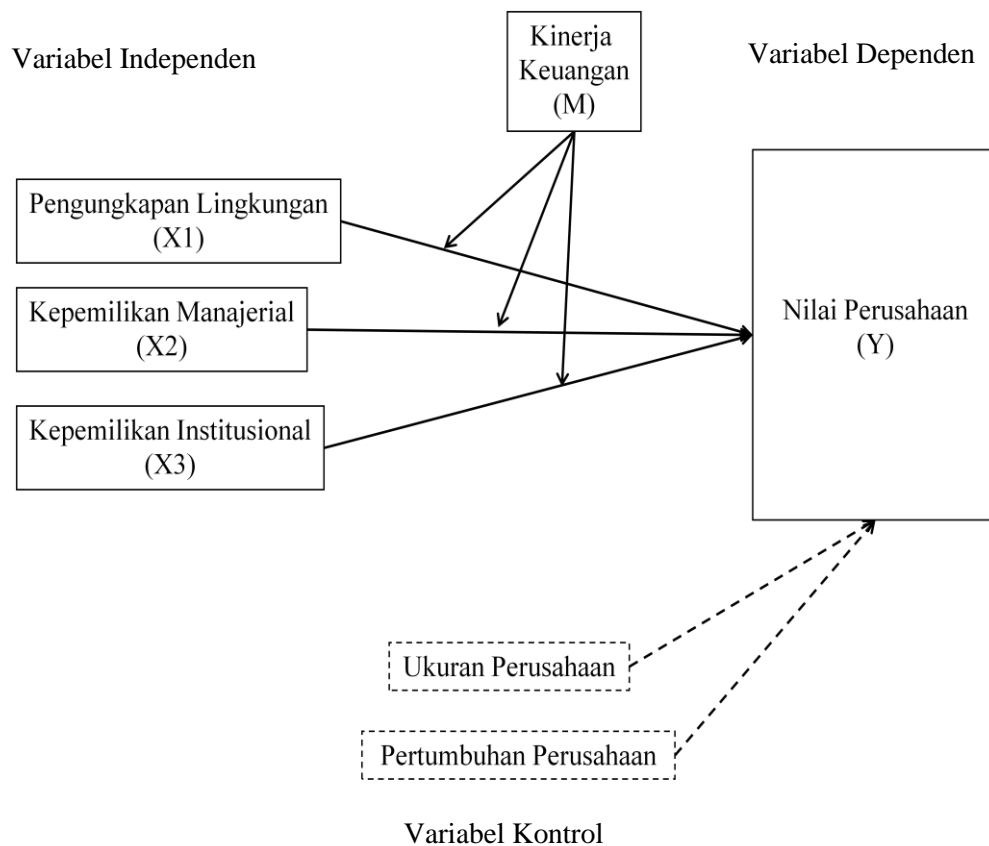 Variabel Independen
Kinerja
Keuangan
(M)
Variabel Dependen
Pengungkapan Lingkungan
(X1)
Kepemilikan Manajerial
(X2)
Kepemilikan Institusional
(X3)
Nilai Perusahaan
(Y)
Ukuran Perusahaan
Pertumbuhan Perusahaan
Variabel Kontrol